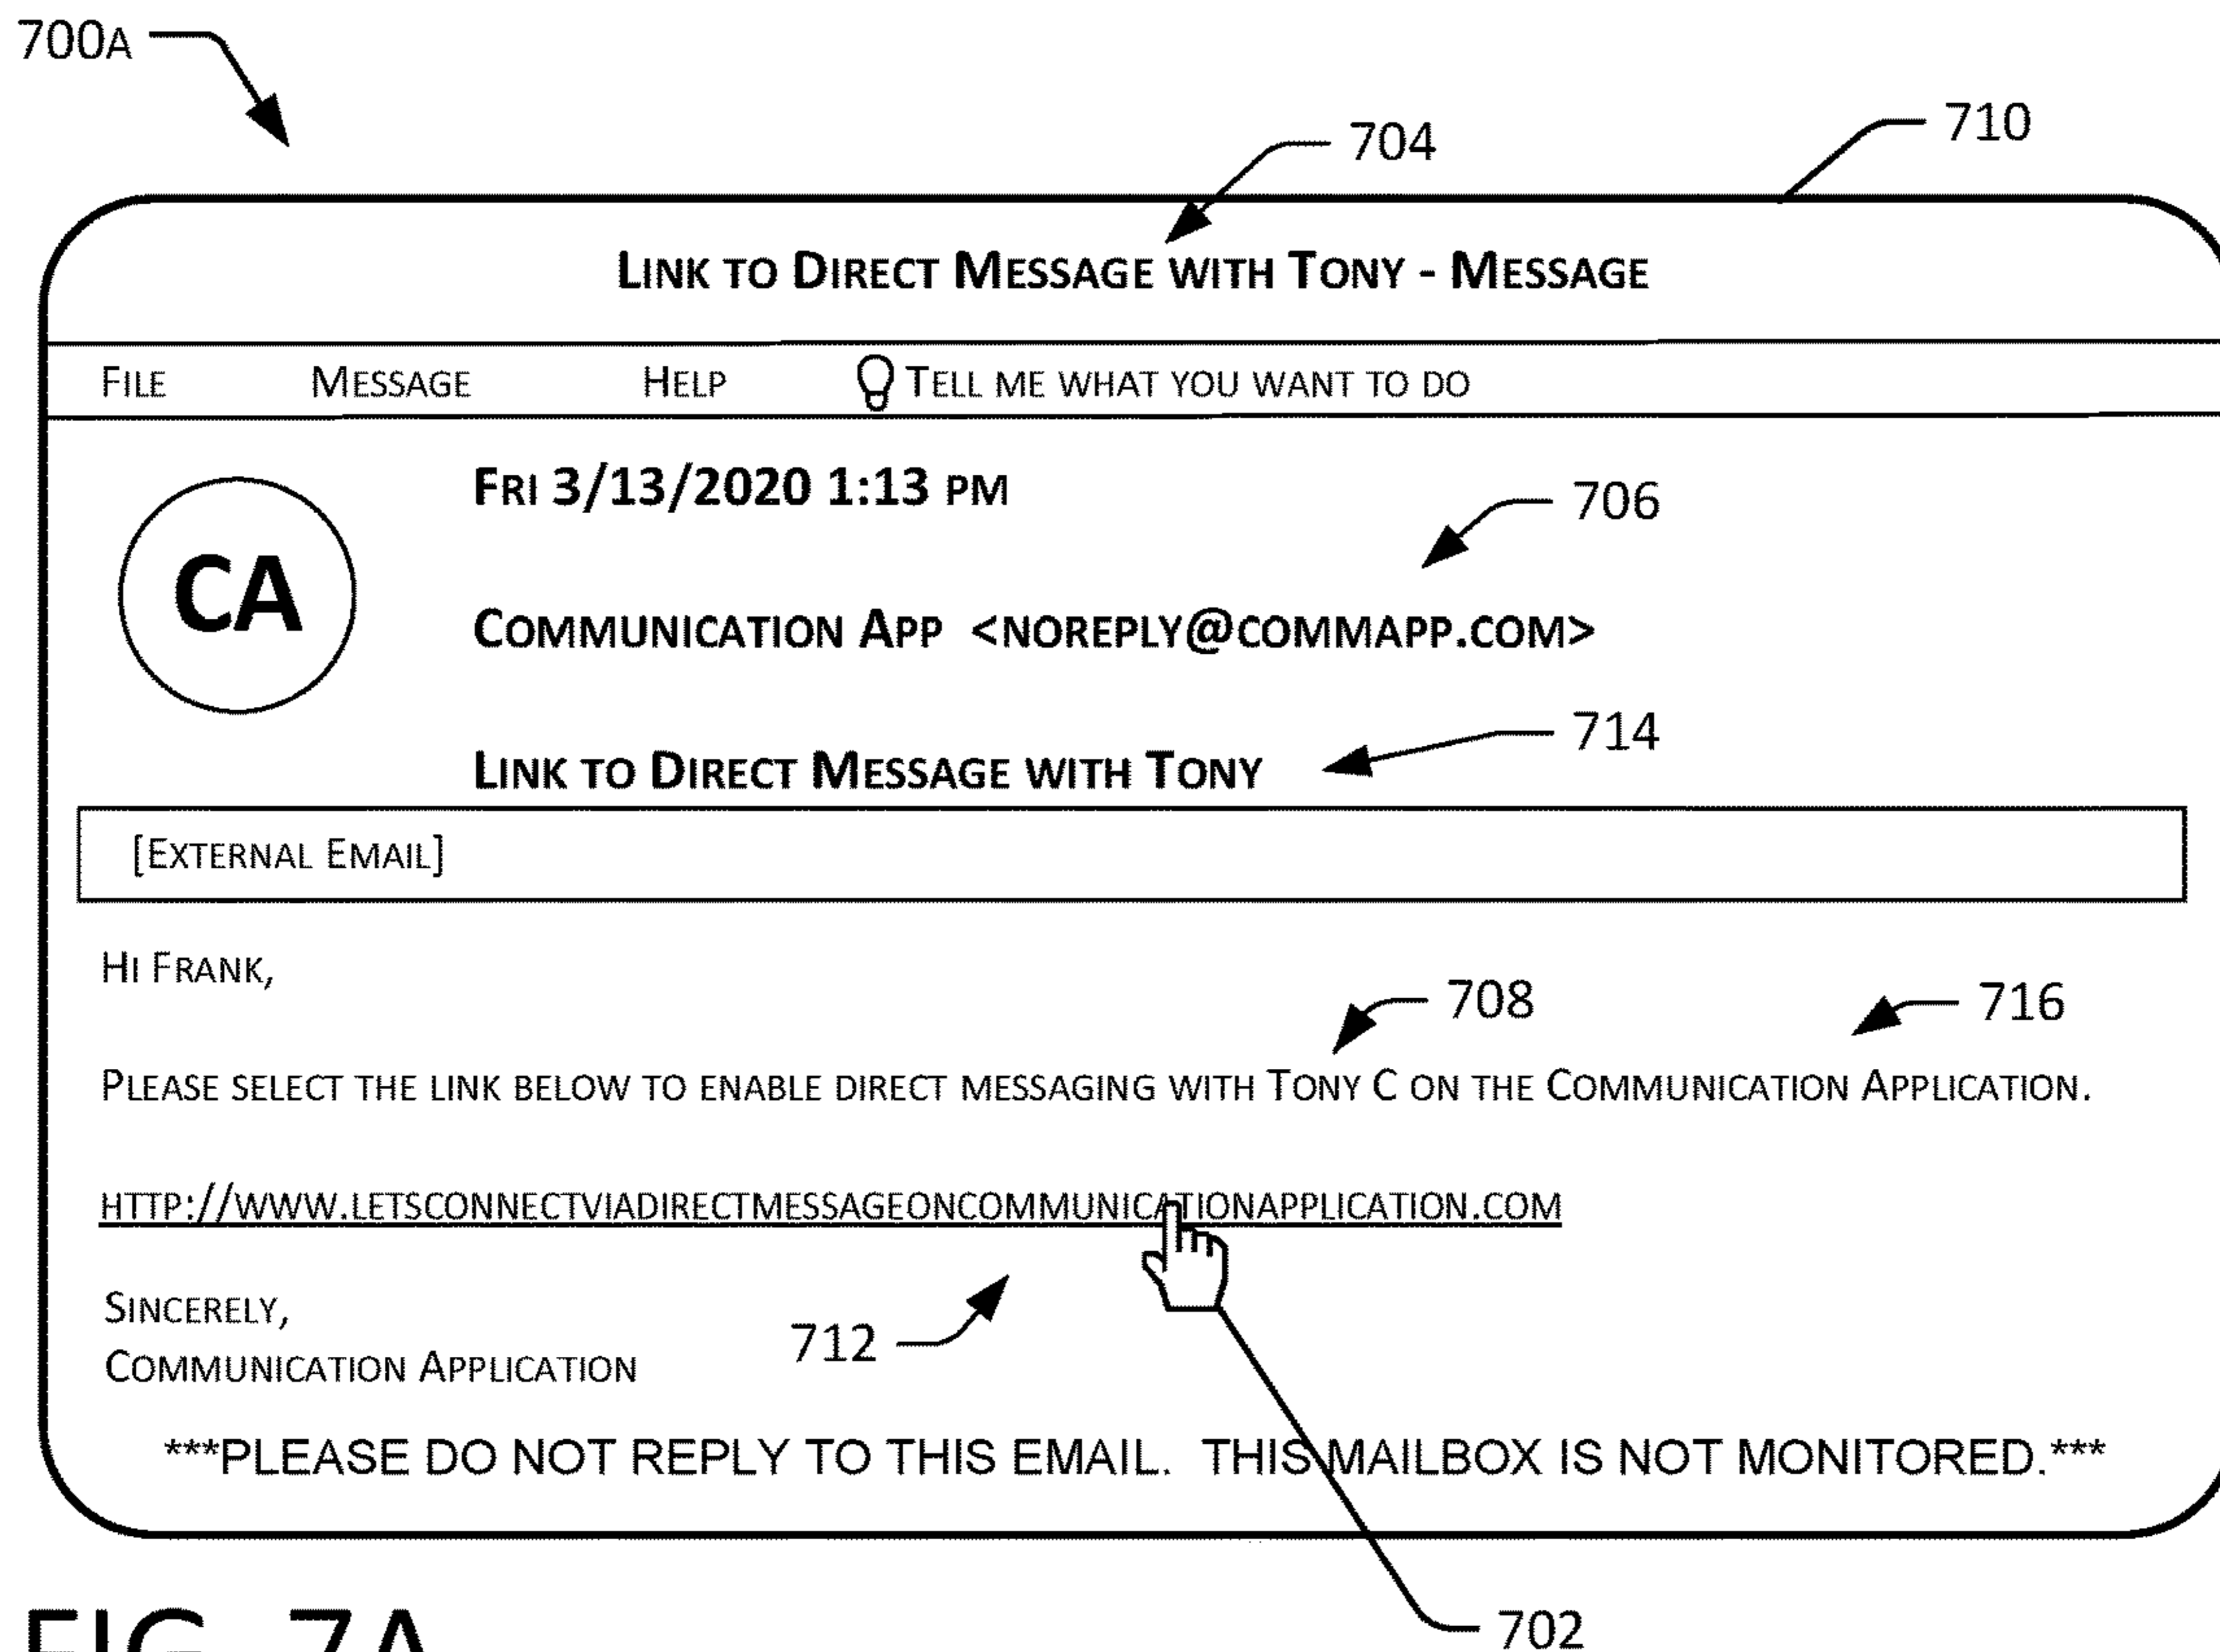 700A
704
710
Link to Direct Message with Tony - Message
File Message Help Tell me what you want to do
Fri 3/13/2020 1:13 pm
706
CA
Communication App <noreply@commapp.com>
714
Link to Direct Message with Tony
[External Email]
Hi Frank,
708
716
Please select the link below to enable direct messaging with Tony C on the Communication Application.
http://www.letsconnectviadirectmessageoncommunicationapplication.com
Sincerely,
712
Communication Application
***PLEASE DO NOT REPLY TO THIS EMAIL. THIS MAILBOX IS NOT MONITORED.***
702
FIG. 7A